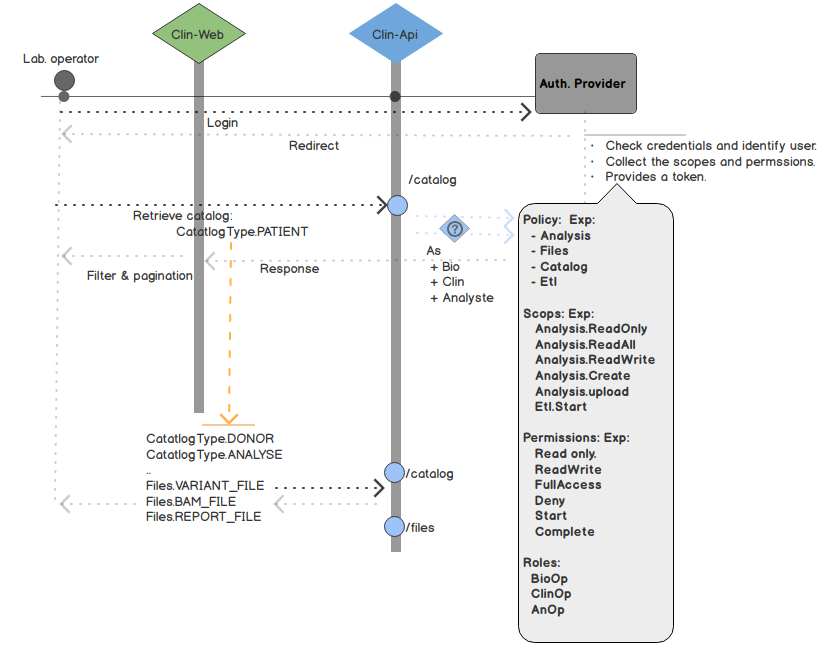 Clin-Web
Clin-Api
Lab. operator
Auth. Provider
Login
Redirect
· Check credentials and identify user.
· Collect the scopes and permssions.
· Provides a token.
/catalog
Retrieve catalog:
CatatlogType.PATIENT
?
As
+ Bio
+ Clin
+ Analyste
Response
Filter & pagination
Policy: Exp:
- Analysis
- Files
- Catalog
- Etl
Scops: Exp:
Analysis.ReadOnly
Analysis.ReadAll
Analysis.ReadWrite
Analysis.Create
Analysis.upload
Etl.Start
Permissions: Exp:
Read only.
ReadWrite
FullAccess
Deny
Start
Complete
Roles:
BioOp
ClinOp
AnOp
CatatlogType.DONOR
CatatlogType.ANALYSE
..
Files.VARIANT_FILE
Files.BAM_FILE
Files.REPORT_FILE
/catalog
/files